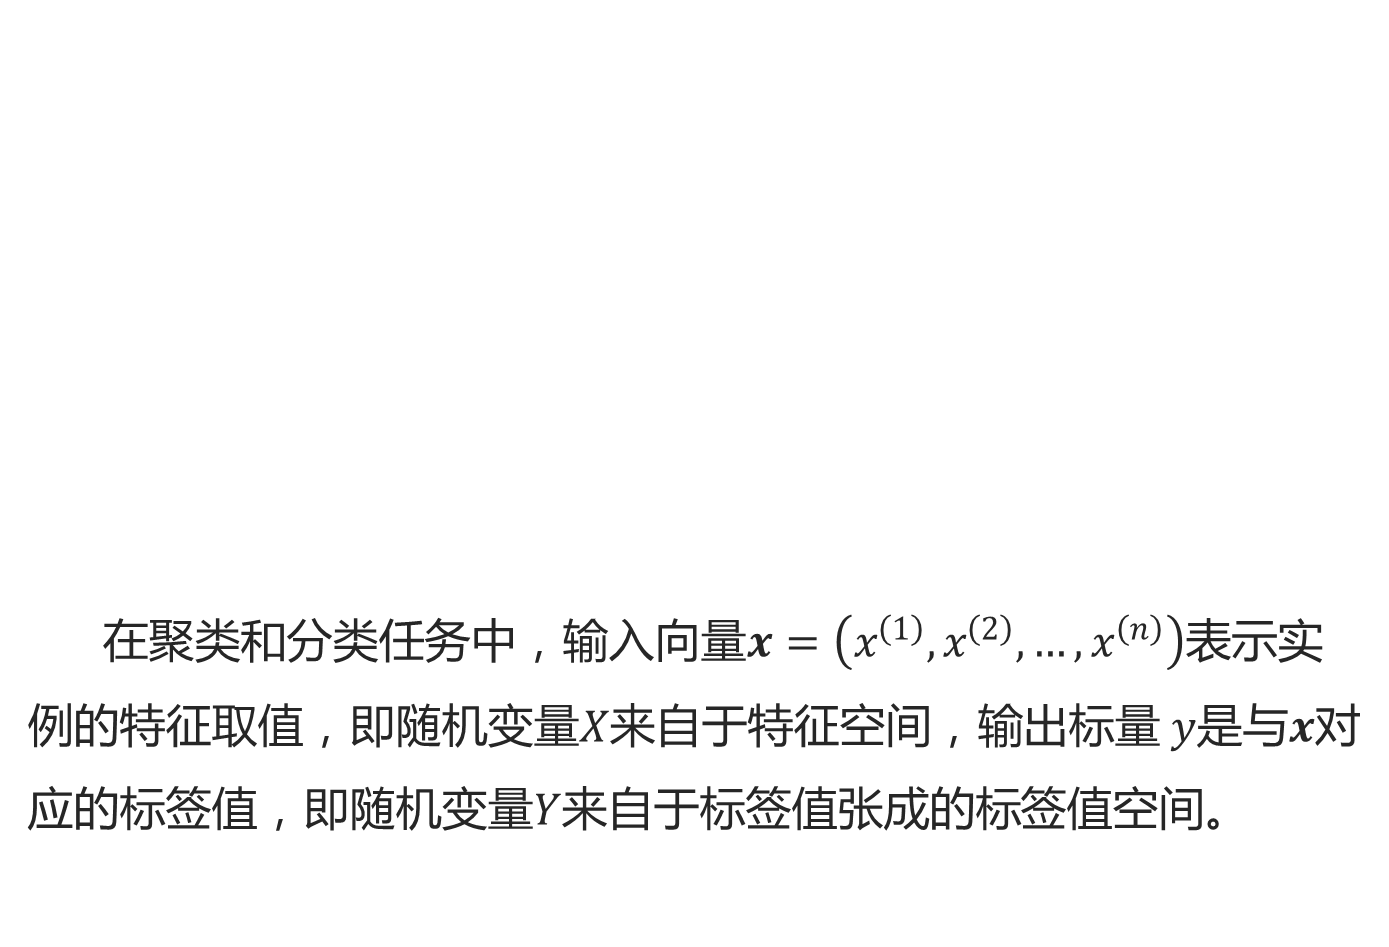 在聚类和分类任务中，输入向量𝒙 = (𝑥⁽¹⁾, 𝑥⁽²⁾, … , 𝑥⁽ⁿ⁾)表示实
例的特征取值，即随机变量𝑋来自于特征空间，输出标量 𝑦是与𝒙对
应的标签值，即随机变量𝑌来自于标签值张成的标签值空间。